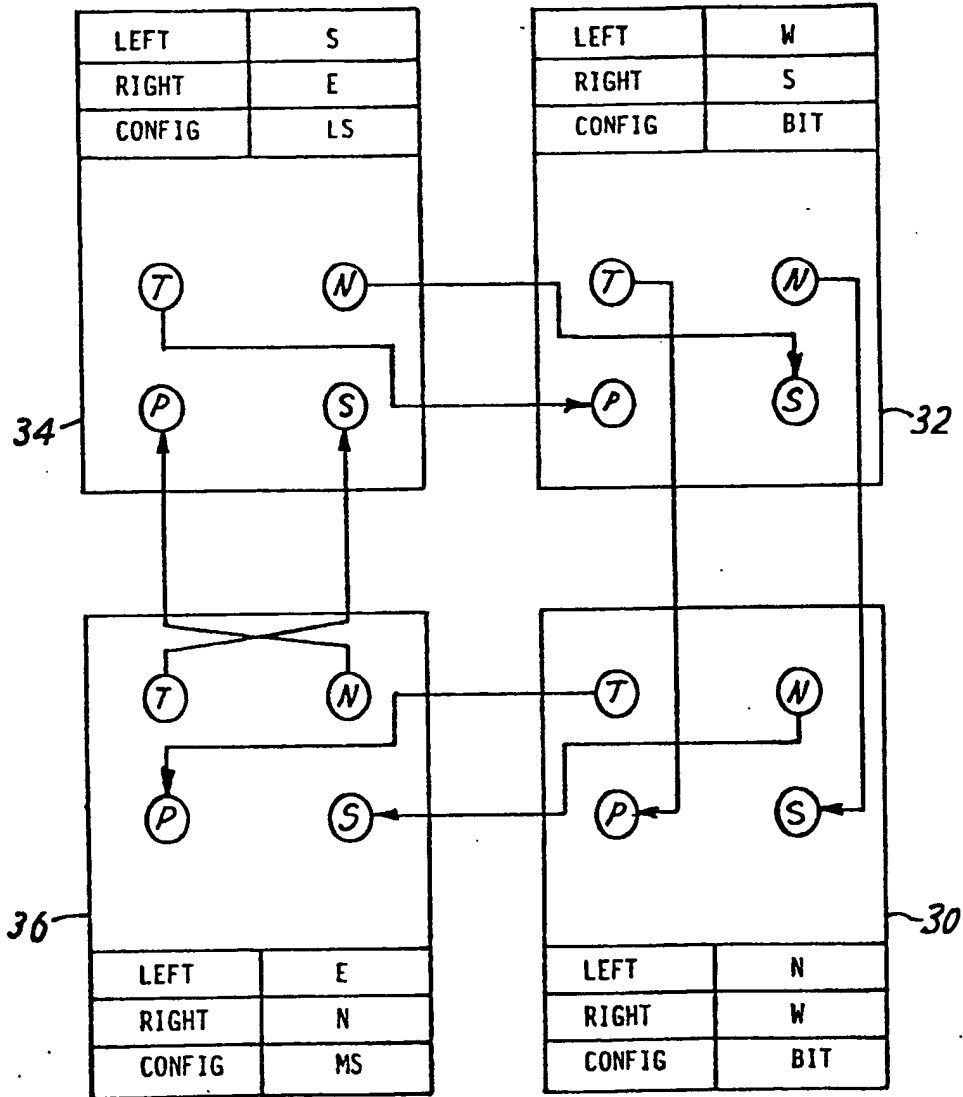 LEFT S
RIGHT E
CONFIG LS
T N
P S
34
LEFT W
RIGHT S
CONFIG BIT
T N
P S
32
T N
P S
36
LEFT E
RIGHT N
CONFIG MS
T N
P S
30
LEFT N
RIGHT W
CONFIG BIT